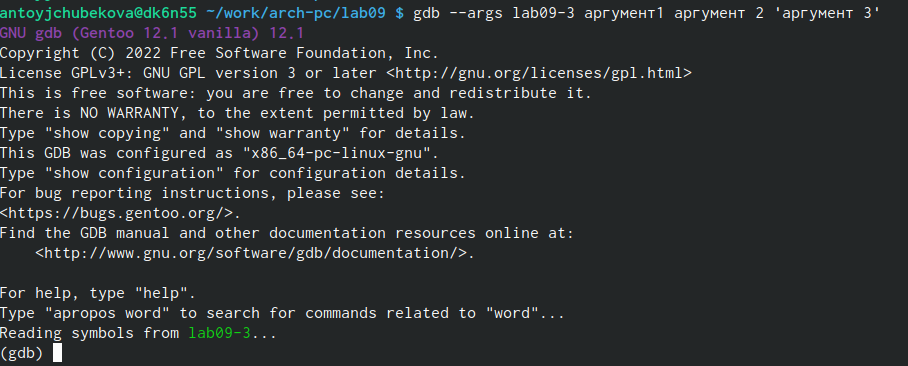 antoyjchubekova@dk6n55 ~/work/arch-pc/lab09 $ gdb --args lab09-3 аргумент1 аргумент 2 'аргумент 3'
GNU gdb (Gentoo 12.1 vanilla) 12.1
Copyright (C) 2022 Free Software Foundation, Inc.
License GPLv3+: GNU GPL version 3 or later <http://gnu.org/licenses/gpl.html>
This is free software: you are free to change and redistribute it.
There is NO WARRANTY, to the extent permitted by law.
Type "show copying" and "show warranty" for details.
This GDB was configured as "x86_64-pc-linux-gnu".
Type "show configuration" for configuration details.
For bug reporting instructions, please see:
<https://bugs.gentoo.org/>.
Find the GDB manual and other documentation resources online at:
    <http://www.gnu.org/software/gdb/documentation/>.

For help, type "help".
Type "apropos word" to search for commands related to "word"...
Reading symbols from lab09-3...
(gdb)